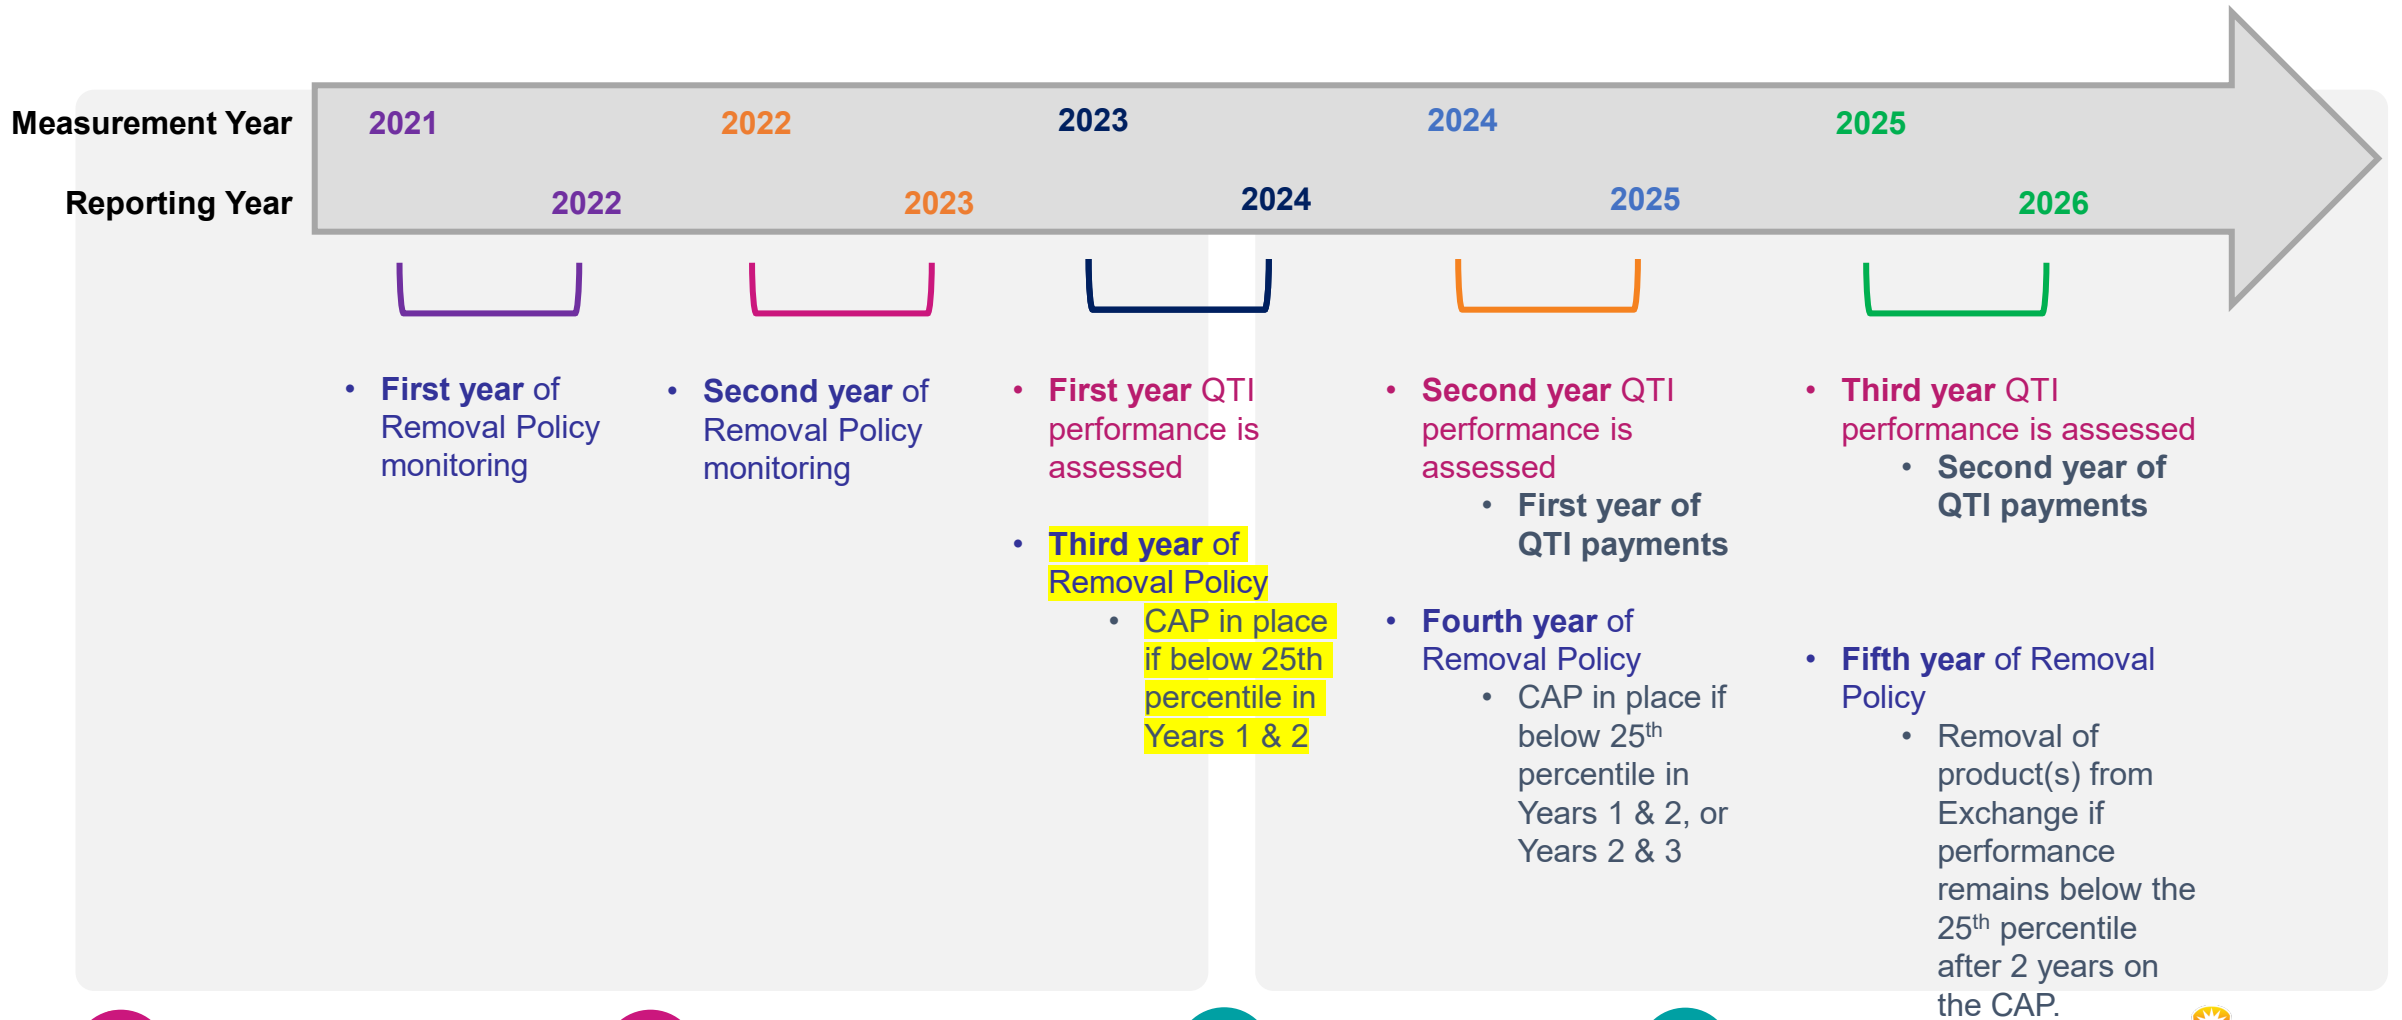 Measurement Year
2021
2022
2023
2024
2025
Reporting Year
2022
2023
2024
2025
2026
• First year of
Removal Policy
monitoring
• Second year of
Removal Policy
monitoring
• First year QTI
performance is
assessed
• Third year of
Removal Policy
• CAP in place
if below 25th
percentile in
Years 1 & 2
• Second year QTI
performance is
assessed
• First year of
QTI payments
• Fourth year of
Removal Policy
• CAP in place if
below 25th
percentile in
Years 1 & 2, or
Years 2 & 3
• Third year QTI
performance is assessed
• Second year of
QTI payments
• Fifth year of Removal
Policy
• Removal of
product(s) from
Exchange if
performance
remains below the
25th percentile
after 2 years on
the CAP.